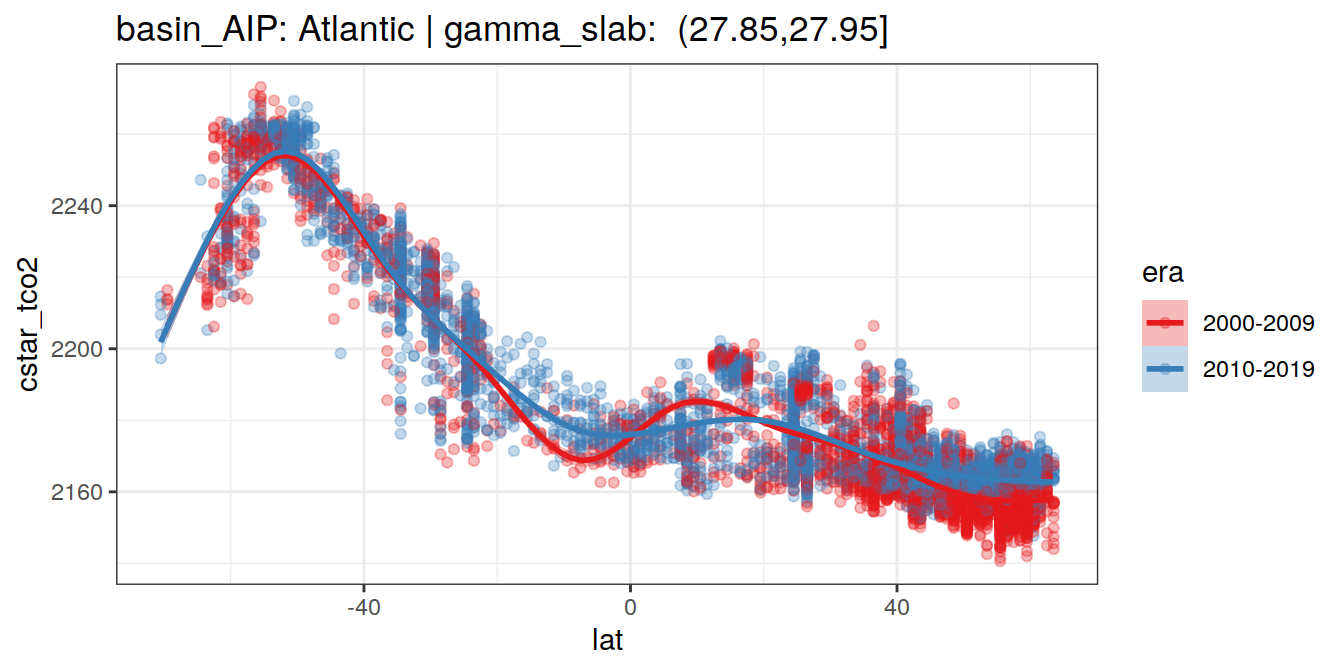 basin_AIP: Atlantic | gamma_slab:  (27.85,27.95]
cstar_tco2
2240
2200
2160
-40
0
40
lat
era
2000-2009
2010-2019